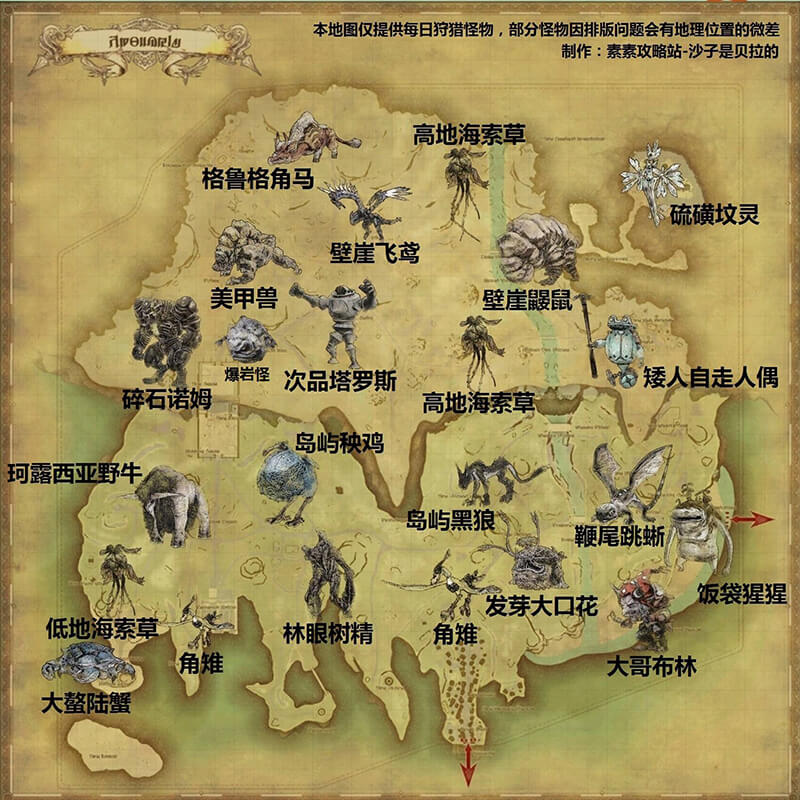 本地图仅提供每日狩猎怪物，部分怪物因排版问题会有地理位置的微差
制作：素素攻略站-沙子是贝拉的
高地海索草
格鲁格角马
硫磺坟灵
壁崖飞鸢
美甲兽
壁崖鼹鼠
爆岩怪
次品塔罗斯
矮人自走人偶
碎石诺姆
高地海索草
岛屿秧鸡
珂露西亚野牛
岛屿黑狼
鞭尾跳蜥
饭袋猩猩
发芽大口花
低地海索草
林眼树精
角雉
角雉
大哥布林
大螯陆蟹